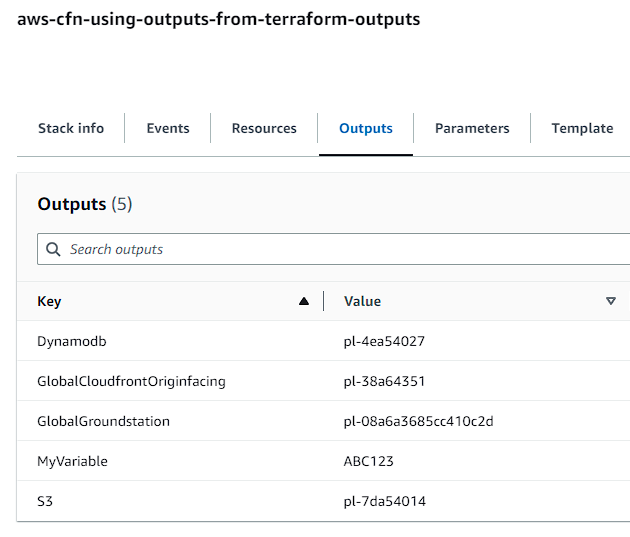 aws-cfn-using-outputs-from-terraform-outputs
Stack info Events Resources Outputs Parameters Template
Outputs (5)
Search outputs
Key Value
Dynamodb pl-4ea54027
GlobalCloudfrontOriginfacing pl-38a64351
GlobalGroundstation pl-08a6a3685cc410c2d
MyVariable ABC123
S3 pl-7da54014